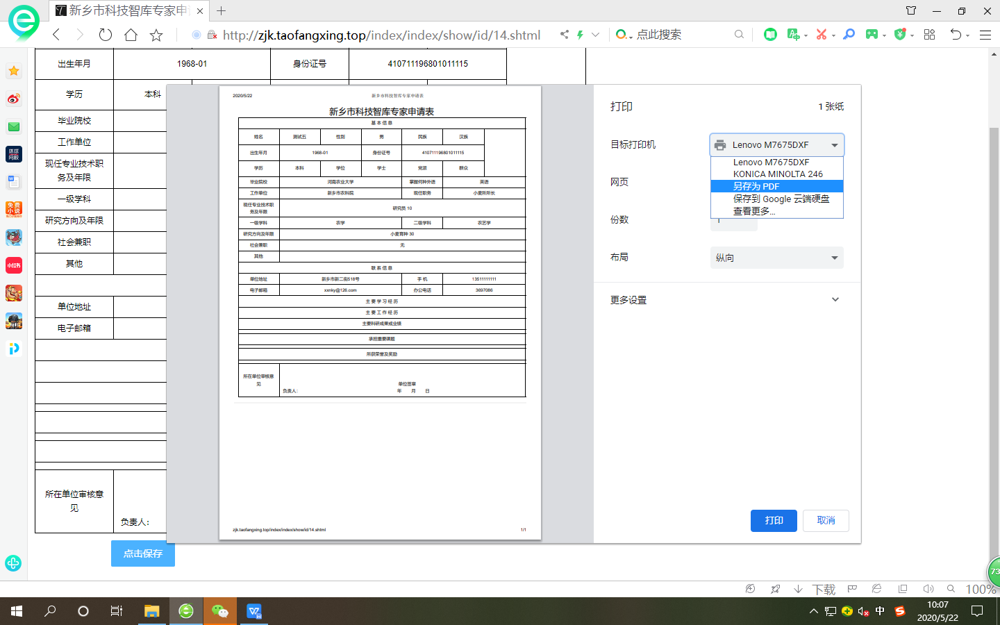 新乡市科技智库专家申请
http://zjk.taofangxing.top/index/index/show/id/14.shtml
点此搜索
出生年月 1968-01 身份证号 410711196801011115
学历 本科
毕业院校
工作单位
现任专业技术职
务及年限
一级学科
研究方向及年限
社会兼职
其他
单位地址
电子邮箱
所在单位审核意
见
负责人:
点击保存
环球
网校
免费
小说
小红书
2020/5/22 新乡市科技智库专家申请表
新乡市科技智库专家申请表
基 本 信 息
姓名 测试五 性别 男 民族 汉族
出生年月 1968-01 身份证号 410711196801011115
学历 本科 学位 学士 党派 群众
毕业院校 河南农业大学 掌握何种外语 英语
工作单位 新乡市农科院 现任职务 小麦所所长
现任专业技术职
务及年限
研究员 10
一级学科 农学 二级学科 农艺学
研究方向及年限 小麦育种 30
社会兼职 无
其他
联 系 信 息
单位地址 新乡市新二街518号 手 机 13511111111
电子邮箱 xxnky@126.com 办公电话 3697086
主 要 学 习 经 历
主 要 工 作 经 历
主要科研成果或业绩
承担重要课题
所获荣誉及奖励
所在单位审核意
见
单位签章
负责人: 年 月 日
zjk.taofangxing.top/index/index/show/id/14.shtml 1/1
打印 1 张纸
目标打印机 Lenovo M7675DXF
Lenovo M7675DXF
KONICA MINOLTA 246
另存为 PDF
保存到 Google 云端硬盘
查看更多...
网页
份数
布局 纵向
更多设置
打印 取消
73
下载 100%
中
10:07
2020/5/22